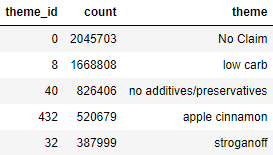 theme_id count theme
0 2045703 No Claim
8 1668808 low carb
40 826406 no additives/preservatives
432 520679 apple cinnamon
32 387999 stroganoff